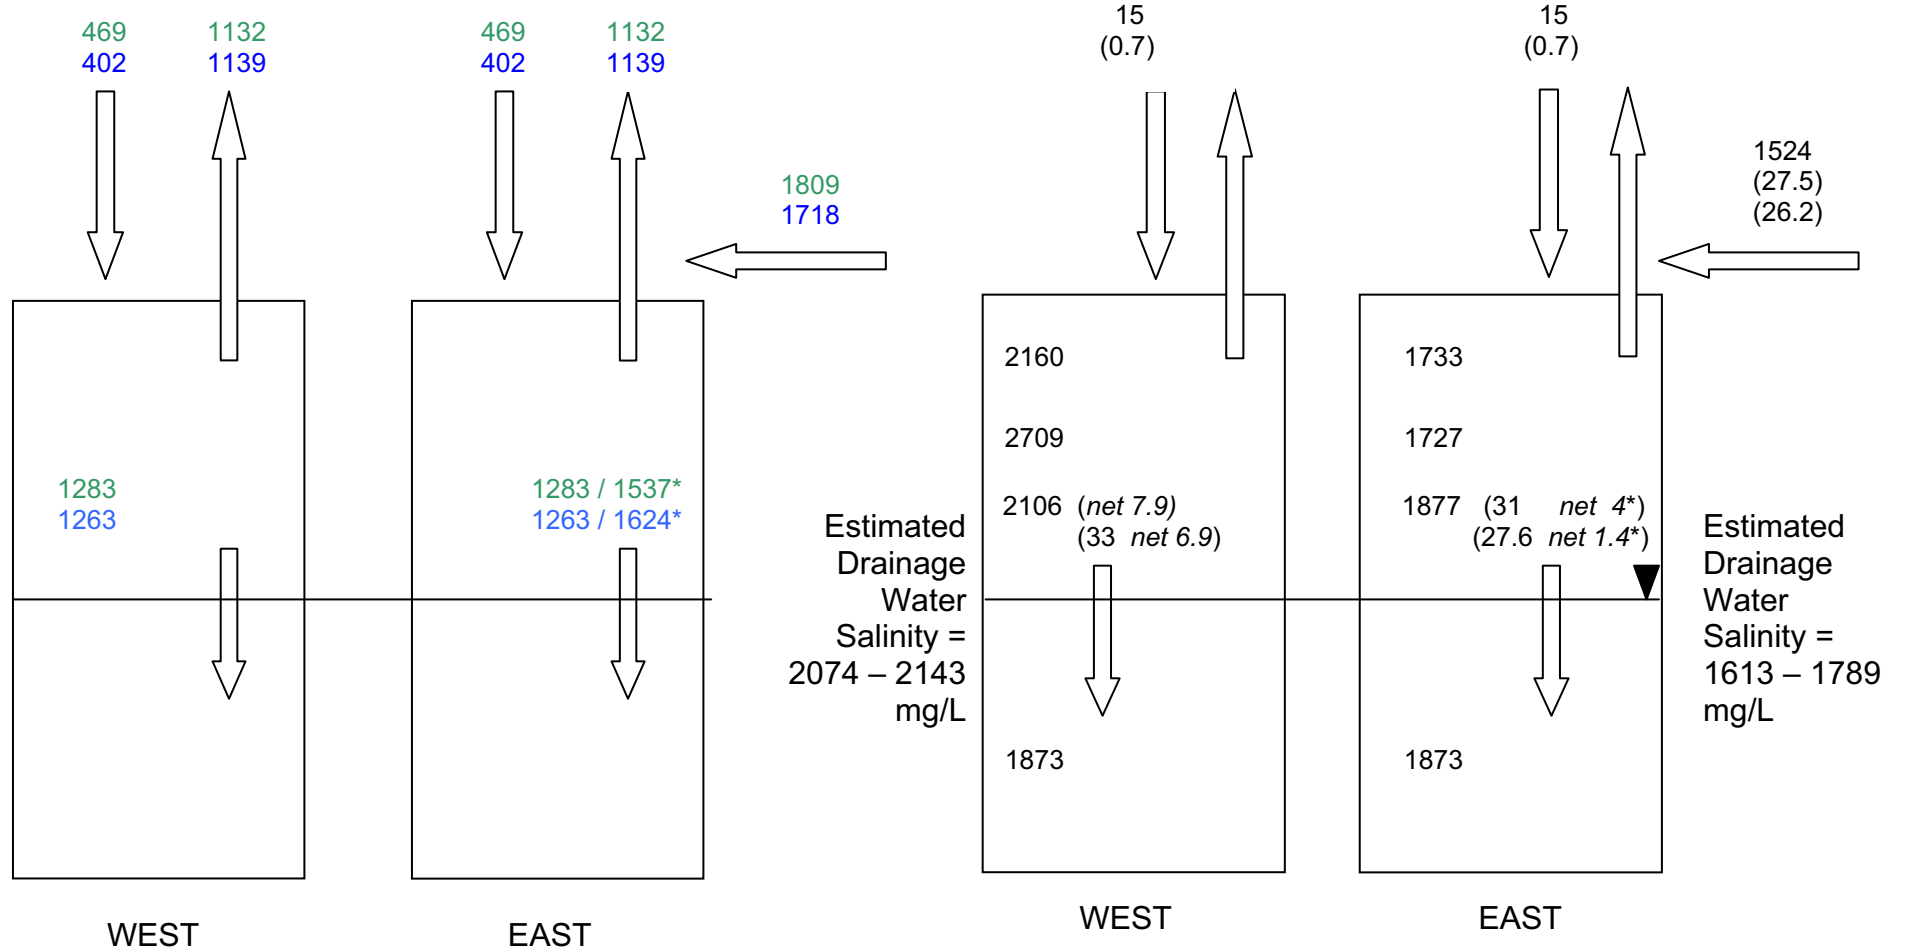 469 1132
402 1139
469 1132
402 1139
1809
1718
1283
1263
1283 / 1537*
1263 / 1624*
WEST
EAST
15
(0.7)
15
(0.7)
1524
(27.5)
(26.2)
2160
2709
2106 (net 7.9)
(33 net 6.9)
1873
1733
1727
1877 (31 net 4*)
(27.6 net 1.4*)
1873
Estimated
Drainage
Water
Salinity =
2074 – 2143
mg/L
Estimated
Drainage
Water
Salinity =
1613 – 1789
mg/L
WEST
EAST